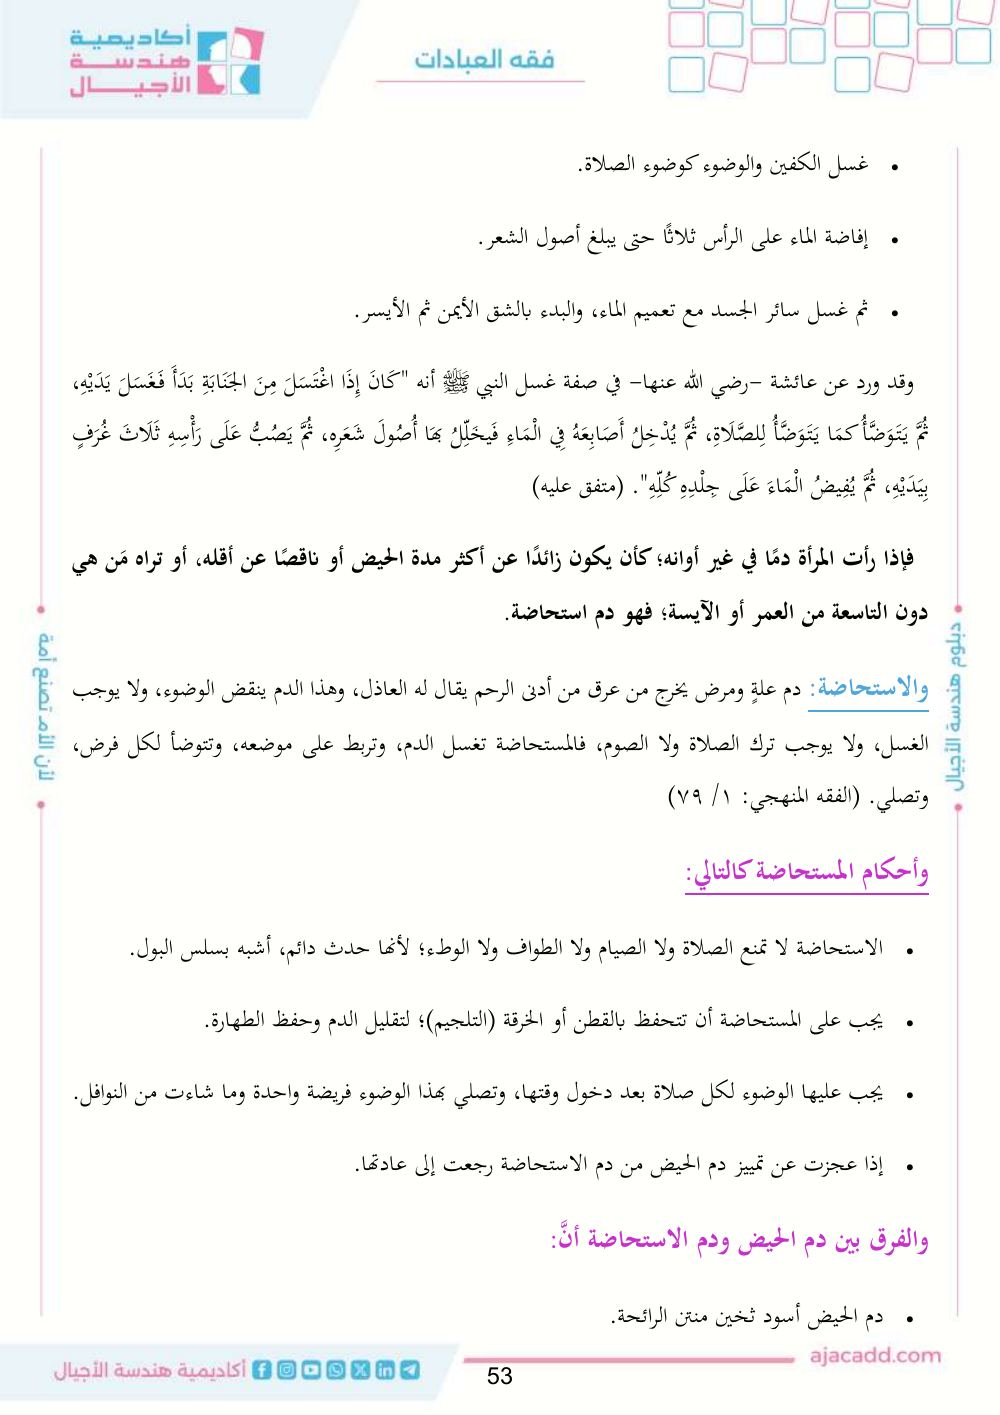 أكاديمية
هندسة
الأجيال
فقه العبادات
• غسل الكفين والوضوء كوضوء الصلاة.
• إفاضة الماء على الرأس ثلاثًا حتى يبلغ أصول الشعر.
• ثم غسل سائر الجسد مع تعميم الماء، والبدء بالشق الأيمن ثم الأيسر.
وقد ورد عن عائشة –رضي الله عنها– في صفة غسل النبي ﷺ أنه "كَانَ إِذَا اغْتَسَلَ مِنَ الجَنَابَةِ بَدَأَ فَغَسَلَ يَدَيْهِ،
ثُمَّ يَتَوَضَّأُ كَمَا يَتَوَضَّأُ لِلصَّلَاةِ، ثُمَّ يُدْخِلُ أَصَابِعَهُ فِي الْمَاءِ فَيخَلِّلُ بهَا أُصُولَ شَعَرِهِ، ثُمَّ يَصُبُّ عَلَى رَأْسِهِ ثَلَاثَ غُرَفٍ
بِيَدَيْهِ، ثُمَّ يُفِيضُ الْمَاءَ عَلَى جِلْدِهِ كُلِّهِ". (متفق عليه)
فإذا رأت المرأة دمًا في غير أوانه؛ كأن يكون زائدًا عن أكثر مدة الحيض أو ناقصًا عن أقله، أو تراه مَن هي
دون التاسعة من العمر أو الآيسة؛ فهو دم استحاضة.
والاستحاضة: دم علةٍ ومرض يخرج من عرق من أدنى الرحم يقال له العاذل، وهذا الدم ينقض الوضوء، ولا يوجب
الغسل، ولا يوجب ترك الصلاة ولا الصوم، فالمستحاضة تغسل الدم، وتربط على موضعه، وتتوضأ لكل فرض،
وتصلي. (الفقه المنهجي: ١/ ٧٩)
وأحكام المستحاضة كالتالي:
• الاستحاضة لا تمنع الصلاة ولا الصيام ولا الطواف ولا الوطء؛ لأنها حدث دائم، أشبه بسلس البول.
• يجب على المستحاضة أن تتحفظ بالقطن أو الخرقة (التلجيم)؛ لتقليل الدم وحفظ الطهارة.
• يجب عليها الوضوء لكل صلاة بعد دخول وقتها، وتصلي بهذا الوضوء فريضة واحدة وما شاءت من النوافل.
• إذا عجزت عن تمييز دم الحيض من دم الاستحاضة رجعت إلى عادتها.
والفرق بين دم الحيض ودم الاستحاضة أنَّ:
• دم الحيض أسود ثخين منتن الرائحة.
دبلوم هندسة الأجيال
لأن الأم تصنع أمة
ajacadd.com
53
أكاديمية هندسة الأجيال